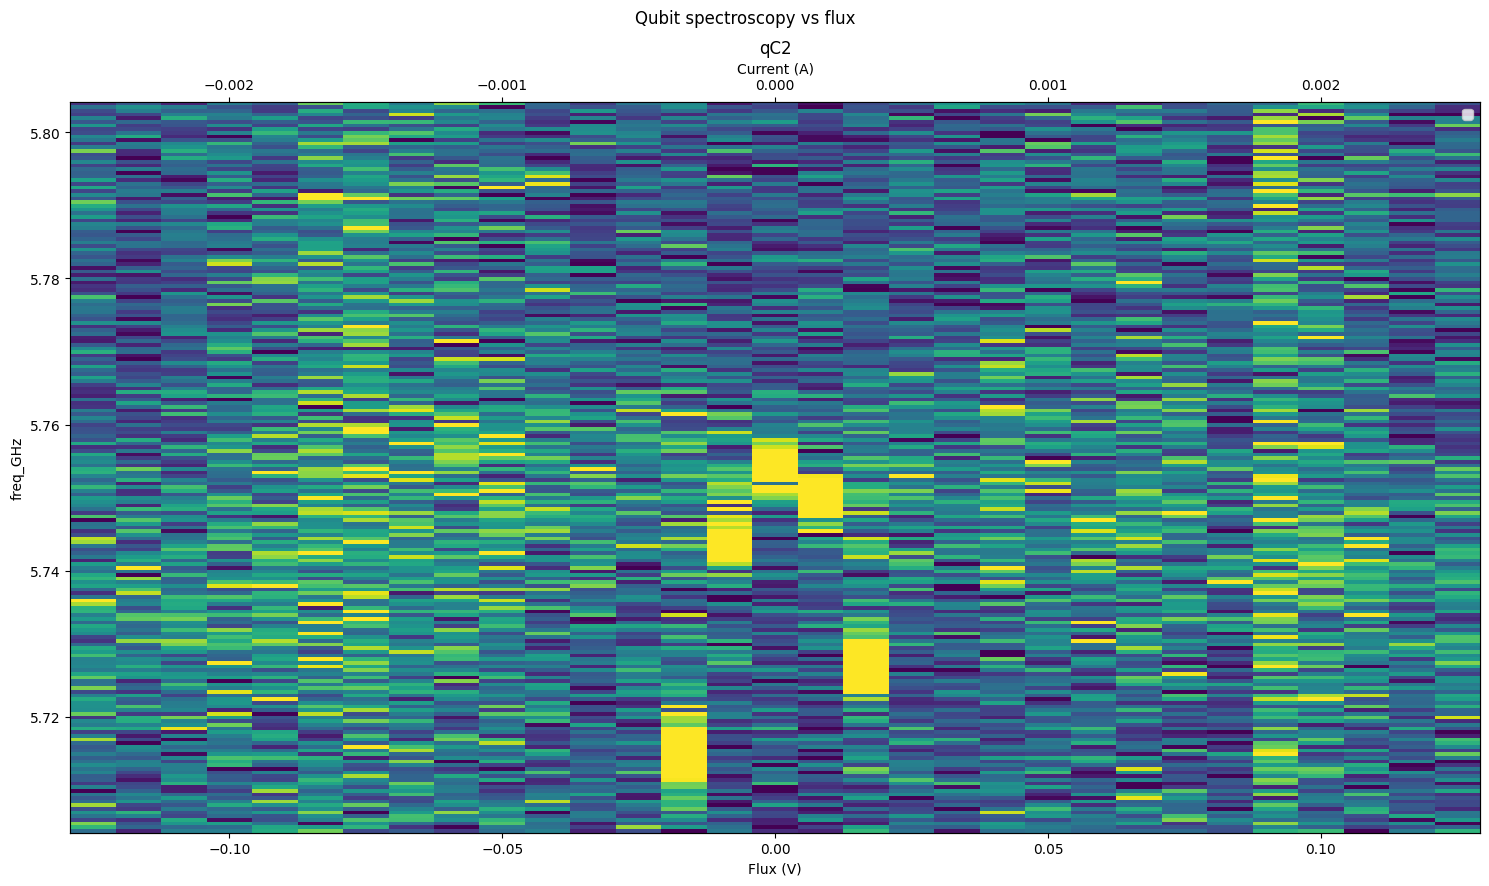 Qubit spectroscopy vs flux
qC2
Current (A)
−0.002 −0.001 0.000 0.001 0.002
5.80
5.78
5.76
5.74
5.72
freq_GHz
−0.10 −0.05 0.00 0.05 0.10
Flux (V)